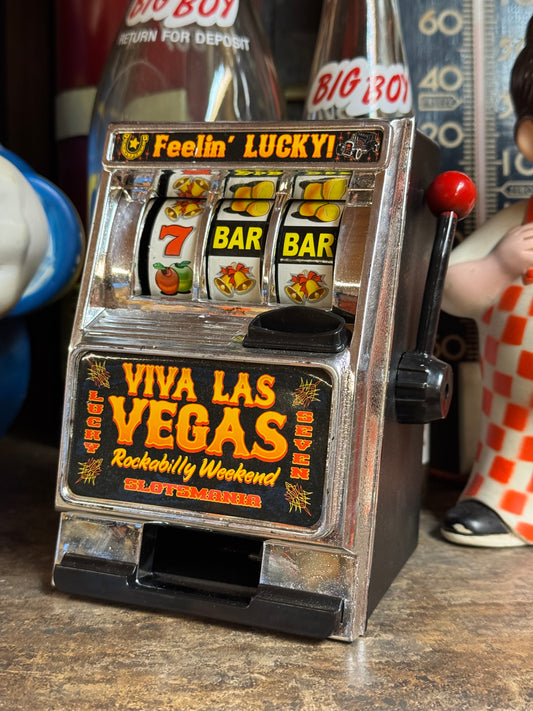 BIG BOY
RETURN FOR DEPOSIT
BIG BOY
60
40
20
Feelin' LUCKY!
7
BAR
BAR
VIVA LAS
VEGAS
LUCKY
SEVEN
Rockabilly Weekend
SLOTSMANIA